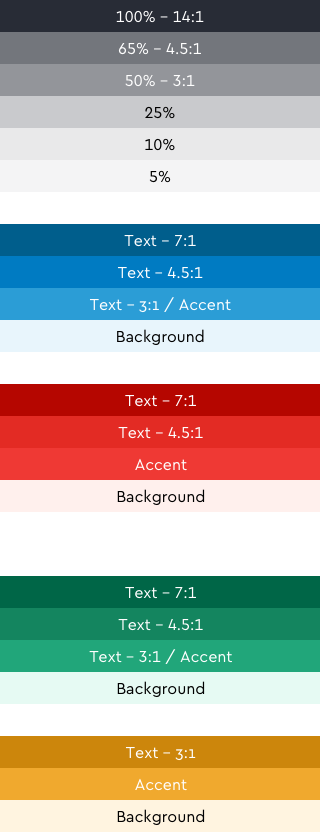 100% – 14:1
65% – 4.5:1
50% – 3:1
25%
10%
5%
Text – 7:1
Text – 4.5:1
Text – 3:1 / Accent
Background
Text – 7:1
Text – 4.5:1
Accent
Background
Text – 7:1
Text – 4.5:1
Text – 3:1 / Accent
Background
Text – 3:1
Accent
Background